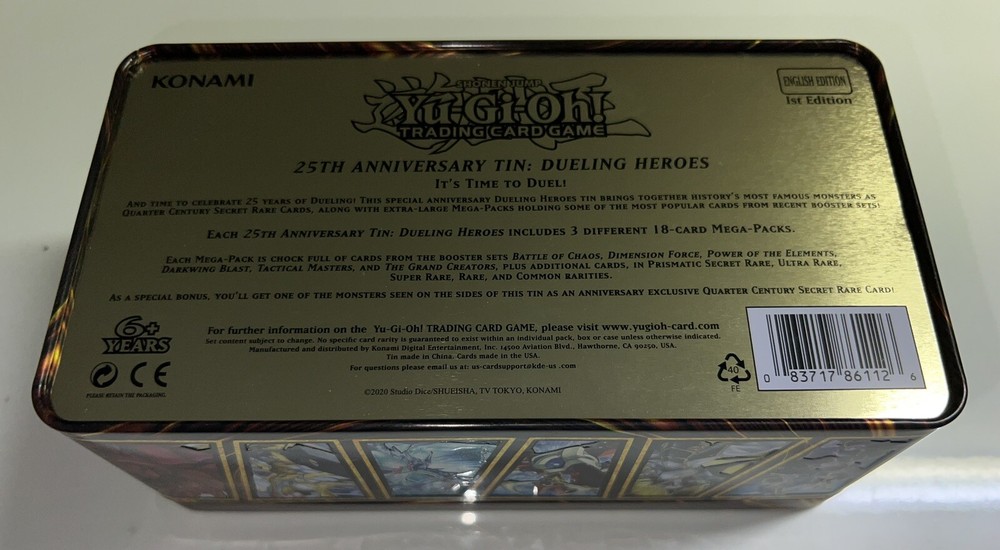 KONAMI
SHONEN JUMP
Yu-Gi-Oh!
TRADING CARD GAME
ENGLISH EDITION
1st Edition
25TH ANNIVERSARY TIN: DUELING HEROES
IT'S TIME TO DUEL!
AND TIME TO CELEBRATE 25 YEARS OF DUELING! THIS SPECIAL ANNIVERSARY DUELING HEROES TIN BRINGS TOGETHER HISTORY'S MOST FAMOUS MONSTERS AS
QUARTER CENTURY SECRET RARE CARDS, ALONG WITH EXTRA-LARGE MEGA-PACKS HOLDING SOME OF THE MOST POPULAR CARDS FROM RECENT BOOSTER SETS!
EACH 25TH ANNIVERSARY TIN: DUELING HEROES INCLUDES 3 DIFFERENT 18-CARD MEGA-PACKS.
EACH MEGA-PACK IS CHOCK FULL OF CARDS FROM THE BOOSTER SETS BATTLE OF CHAOS, DIMENSION FORCE, POWER OF THE ELEMENTS,
DARKWING BLAST, TACTICAL MASTERS, AND THE GRAND CREATORS, PLUS ADDITIONAL CARDS, IN PRISMATIC SECRET RARE, ULTRA RARE,
SUPER RARE, RARE, AND COMMON RARITIES.
AS A SPECIAL BONUS, YOU'LL GET ONE OF THE MONSTERS SEEN ON THE SIDES OF THIS TIN AS AN ANNIVERSARY EXCLUSIVE QUARTER CENTURY SECRET RARE CARD!
6+
YEARS
CE
PLEASE RETAIN THE PACKAGING.
For further information on the Yu-Gi-Oh! TRADING CARD GAME, please visit www.yugioh-card.com
Set content subject to change. No specific card rarity is guaranteed to exist within an individual pack, box or case unless otherwise indicated.
Manufactured and distributed by Konami Digital Entertainment, Inc. 14500 Aviation Blvd., Hawthorne, CA 90250, USA.
Tin made in China. Cards made in the USA.
For questions please email us at: us-cardsupport@kde-us.com
©2020 Studio Dice/SHUEISHA, TV TOKYO, KONAMI
40
FE
0 83717 86112 6